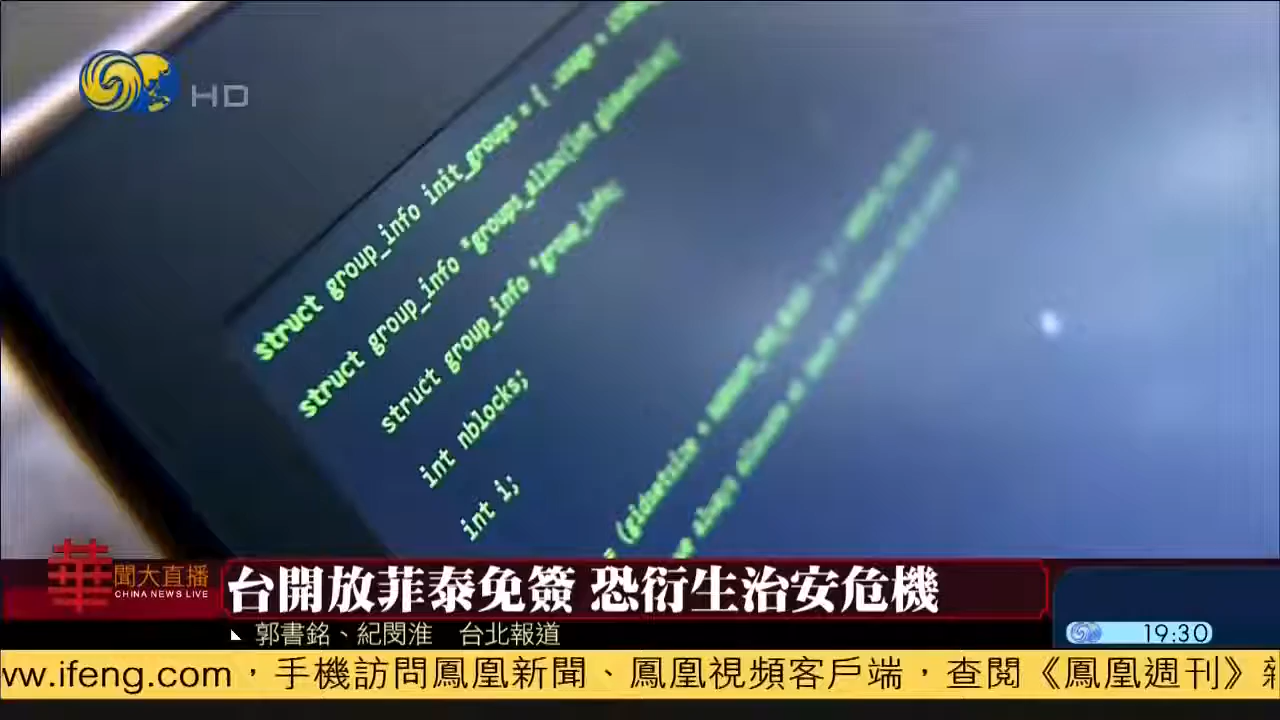 HD
struct group_info init_groups = { .usage =
struct group_info *groups_alloc(int gidsetsize)
struct group_info *group_info;
int nblocks;
int i;
(gidsetsize +
華
聞大直播
CHINA NEWS LIVE
台開放菲泰免簽 恐衍生治安危機
郭書銘、紀閔淮 台北報道
19:30
ww.ifeng.com，手機訪問鳳凰新聞、鳳凰視頻客戶端，查閱《鳳凰週刊》